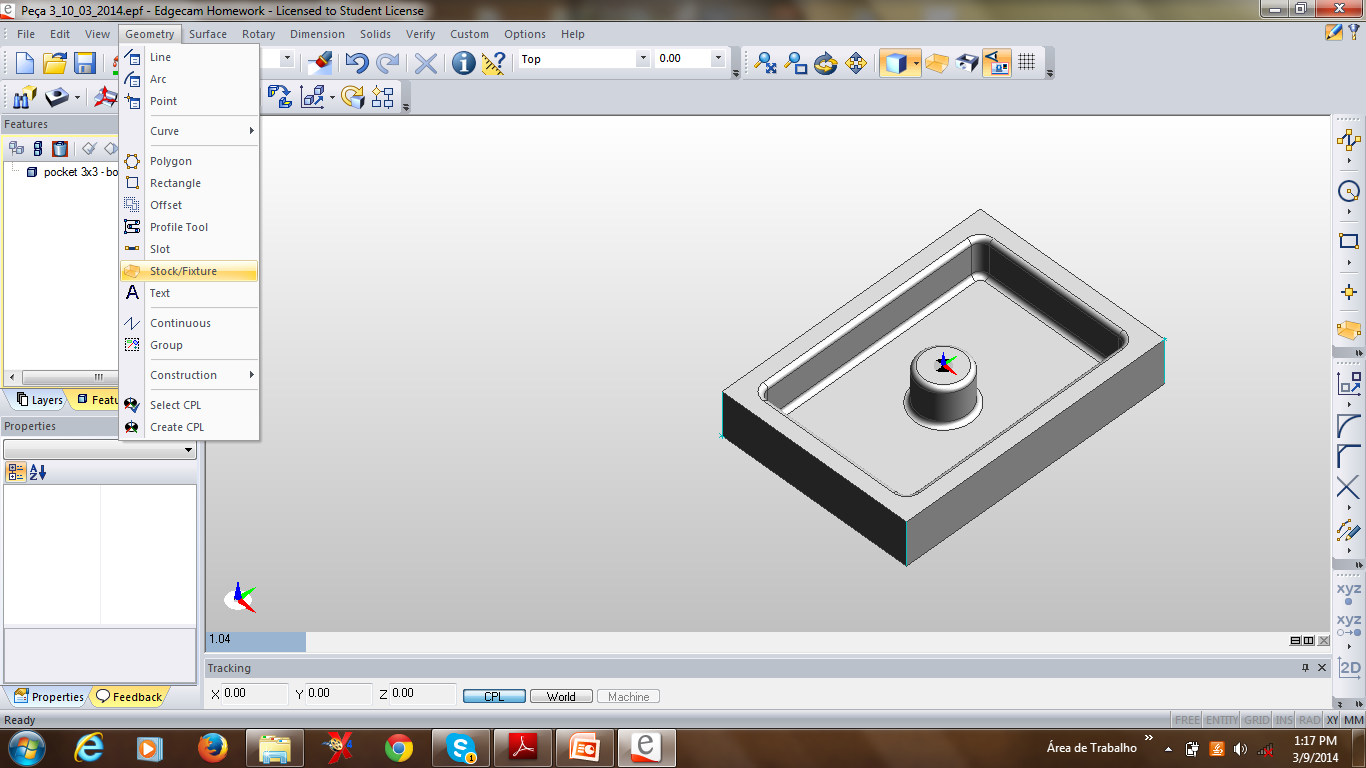 Peça 3_10_03_2014.epf - Edgecam Homework - Licensed to Student License
File Edit View Geometry Surface Rotary Dimension Solids Verify Custom Options Help
Top 0.00
Line
Arc
Point
Curve
Polygon
Rectangle
Offset
Profile Tool
Slot
Stock/Fixture
Text
Continuous
Group
Construction
Select CPL
Create CPL
Features
pocket 3x3 - bo
Layers Featu
Properties
Properties Feedback
1.04
Tracking
X 0.00 Y 0.00 Z 0.00 CPL World Machine
xyz
xyz
2D
Ready FREE ENTITY GRID INS RAD XY MM
Área de Trabalho
1:17 PM
3/9/2014